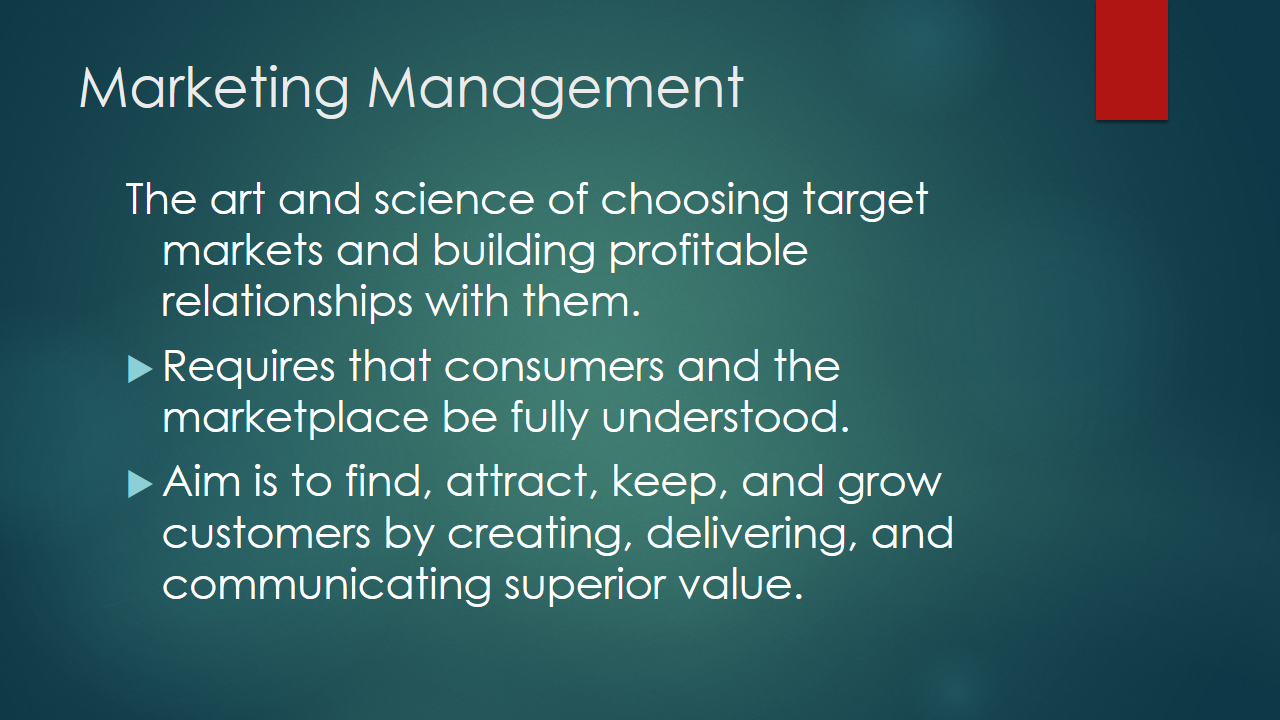 Marketing Management
The art and science of choosing target
markets and building profitable
relationships with them.
Requires that consumers and the
marketplace be fully understood.
Aim is to find, attract, keep, and grow
customers by creating, delivering, and
communicating superior value.